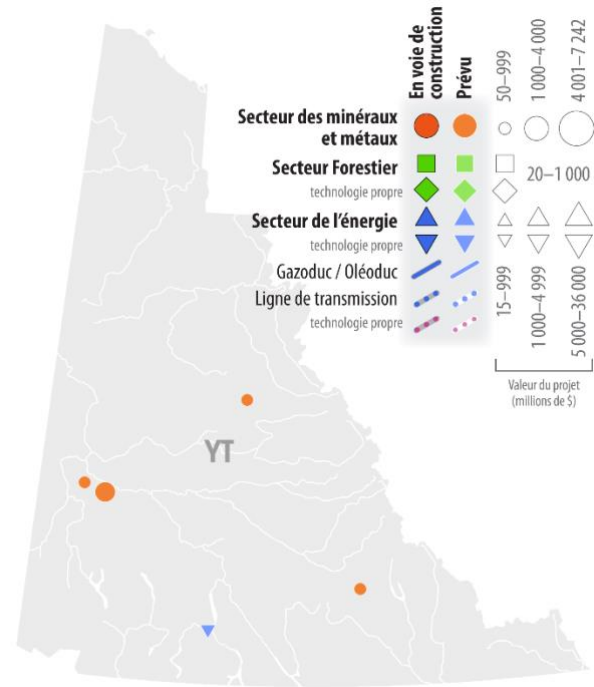 En voie de
construction
Prévu
50–999
1 000–4 000
4 001–7 242
Secteur des minéraux
et métaux
Secteur Forestier
20–1 000
technologie propre
Secteur de l'énergie
technologie propre
Gazoduc / Oléoduc
Ligne de transmission
technologie propre
15–999
1 000–4 999
5 000–36 000
Valeur du projet
(millions de $)
YT